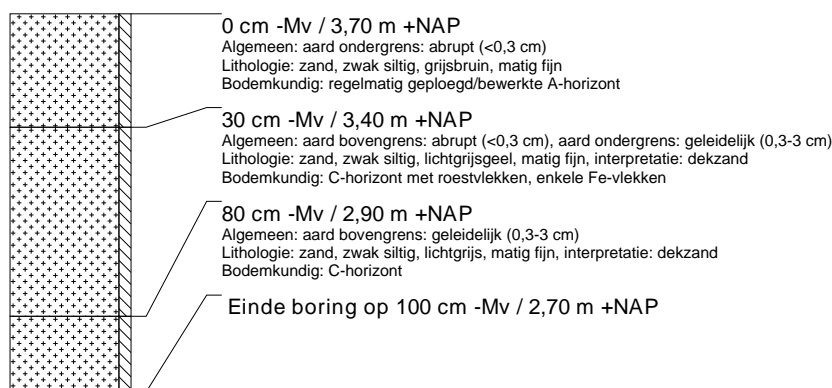 0 cm -Mv / 3,70 m +NAP
Algemeen: aard ondergrens: abrupt (<0,3 cm)
Lithologie: zand, zwak siltig, grijsbruin, matig fijn
Bodemkundig: regelmatig geploegd/bewerkte A-horizont
30 cm -Mv / 3,40 m +NAP
Algemeen: aard bovengrens: abrupt (<0,3 cm), aard ondergrens: geleidelijk (0,3-3 cm)
Lithologie: zand, zwak siltig, lichtgrijsgeel, matig fijn, interpretatie: dekzand
Bodemkundig: C-horizont met roestvlekken, enkele Fe-vlekken
80 cm -Mv / 2,90 m +NAP
Algemeen: aard bovengrens: geleidelijk (0,3-3 cm)
Lithologie: zand, zwak siltig, lichtgrijs, matig fijn, interpretatie: dekzand
Bodemkundig: C-horizont
Einde boring op 100 cm -Mv / 2,70 m +NAP